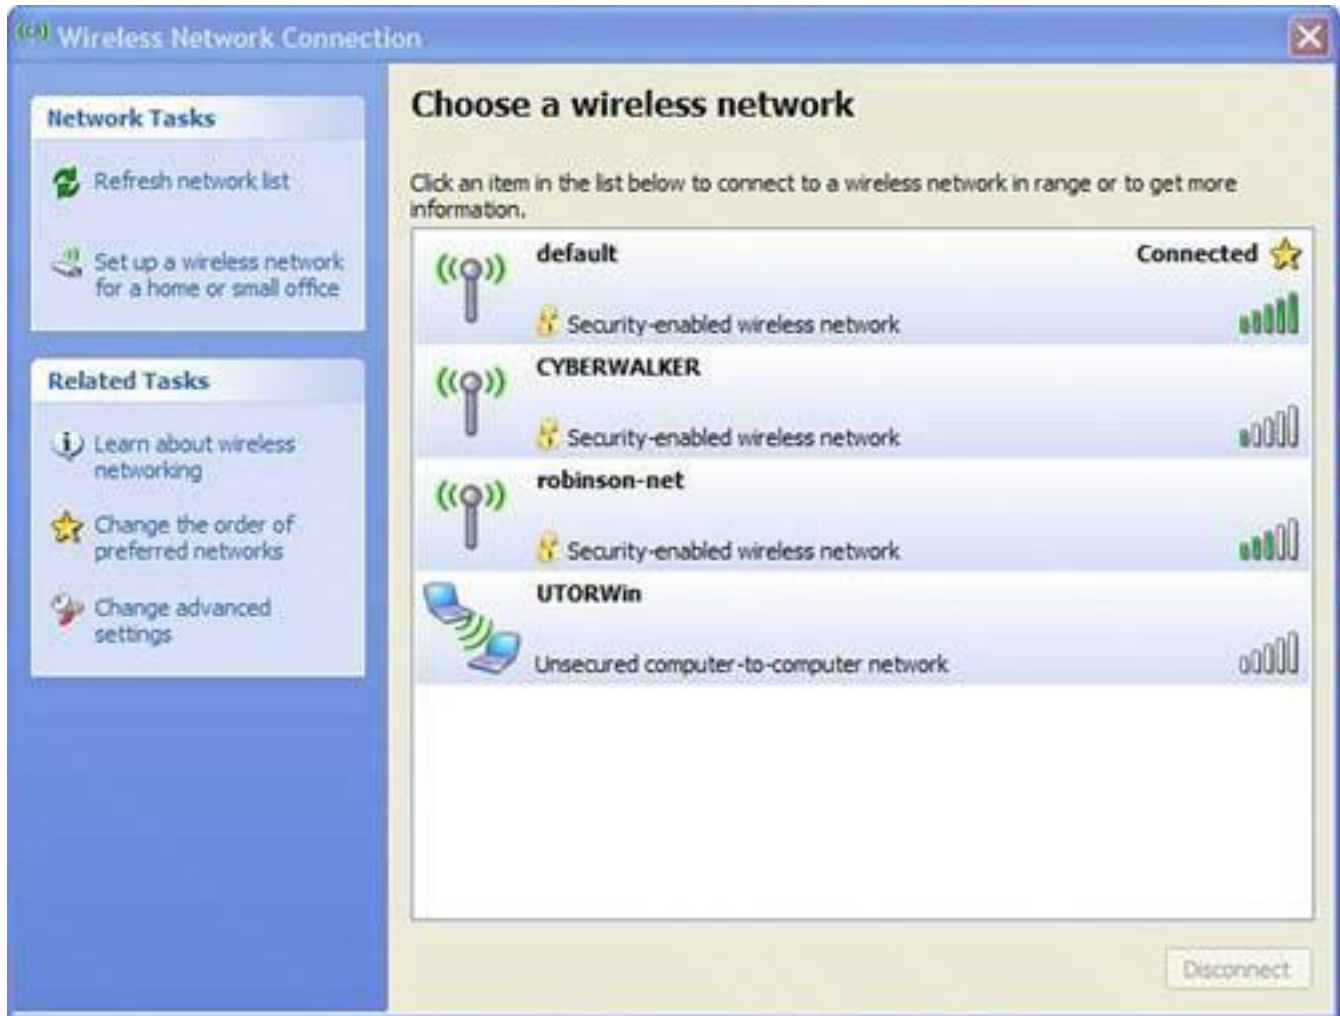 Wireless Network Connection
Network Tasks
Refresh network list
Set up a wireless network
for a home or small office
Related Tasks
Learn about wireless
networking
Change the order of
preferred networks
Change advanced
settings
Choose a wireless network
Click an item in the list below to connect to a wireless network in range or to get more
information.
default
Connected
Security-enabled wireless network
CYBERWALKER
Security-enabled wireless network
robinson-net
Security-enabled wireless network
UTORWin
Unsecured computer-to-computer network
Disconnect